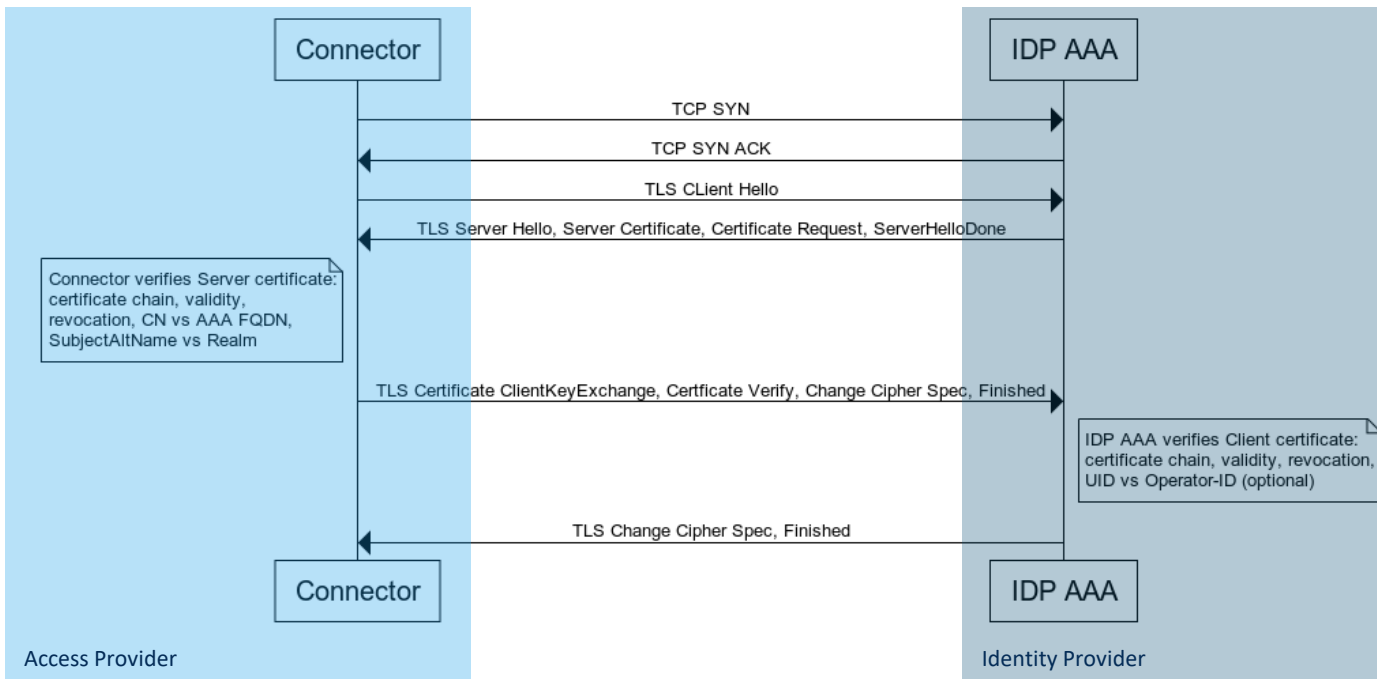 Connector
IDP AAA
TCP SYN
TCP SYN ACK
TLS CLient Hello
TLS Server Hello, Server Certificate, Certificate Request, ServerHelloDone
Connector verifies Server certificate:
certificate chain, validity,
revocation, CN vs AAA FQDN,
SubjectAltName vs Realm
TLS Certificate ClientKeyExchange, Certficate Verify, Change Cipher Spec, Finished
IDP AAA verifies Client certificate:
certificate chain, validity, revocation,
UID vs Operator-ID (optional)
TLS Change Cipher Spec, Finished
Connector
IDP AAA
Access Provider
Identity Provider